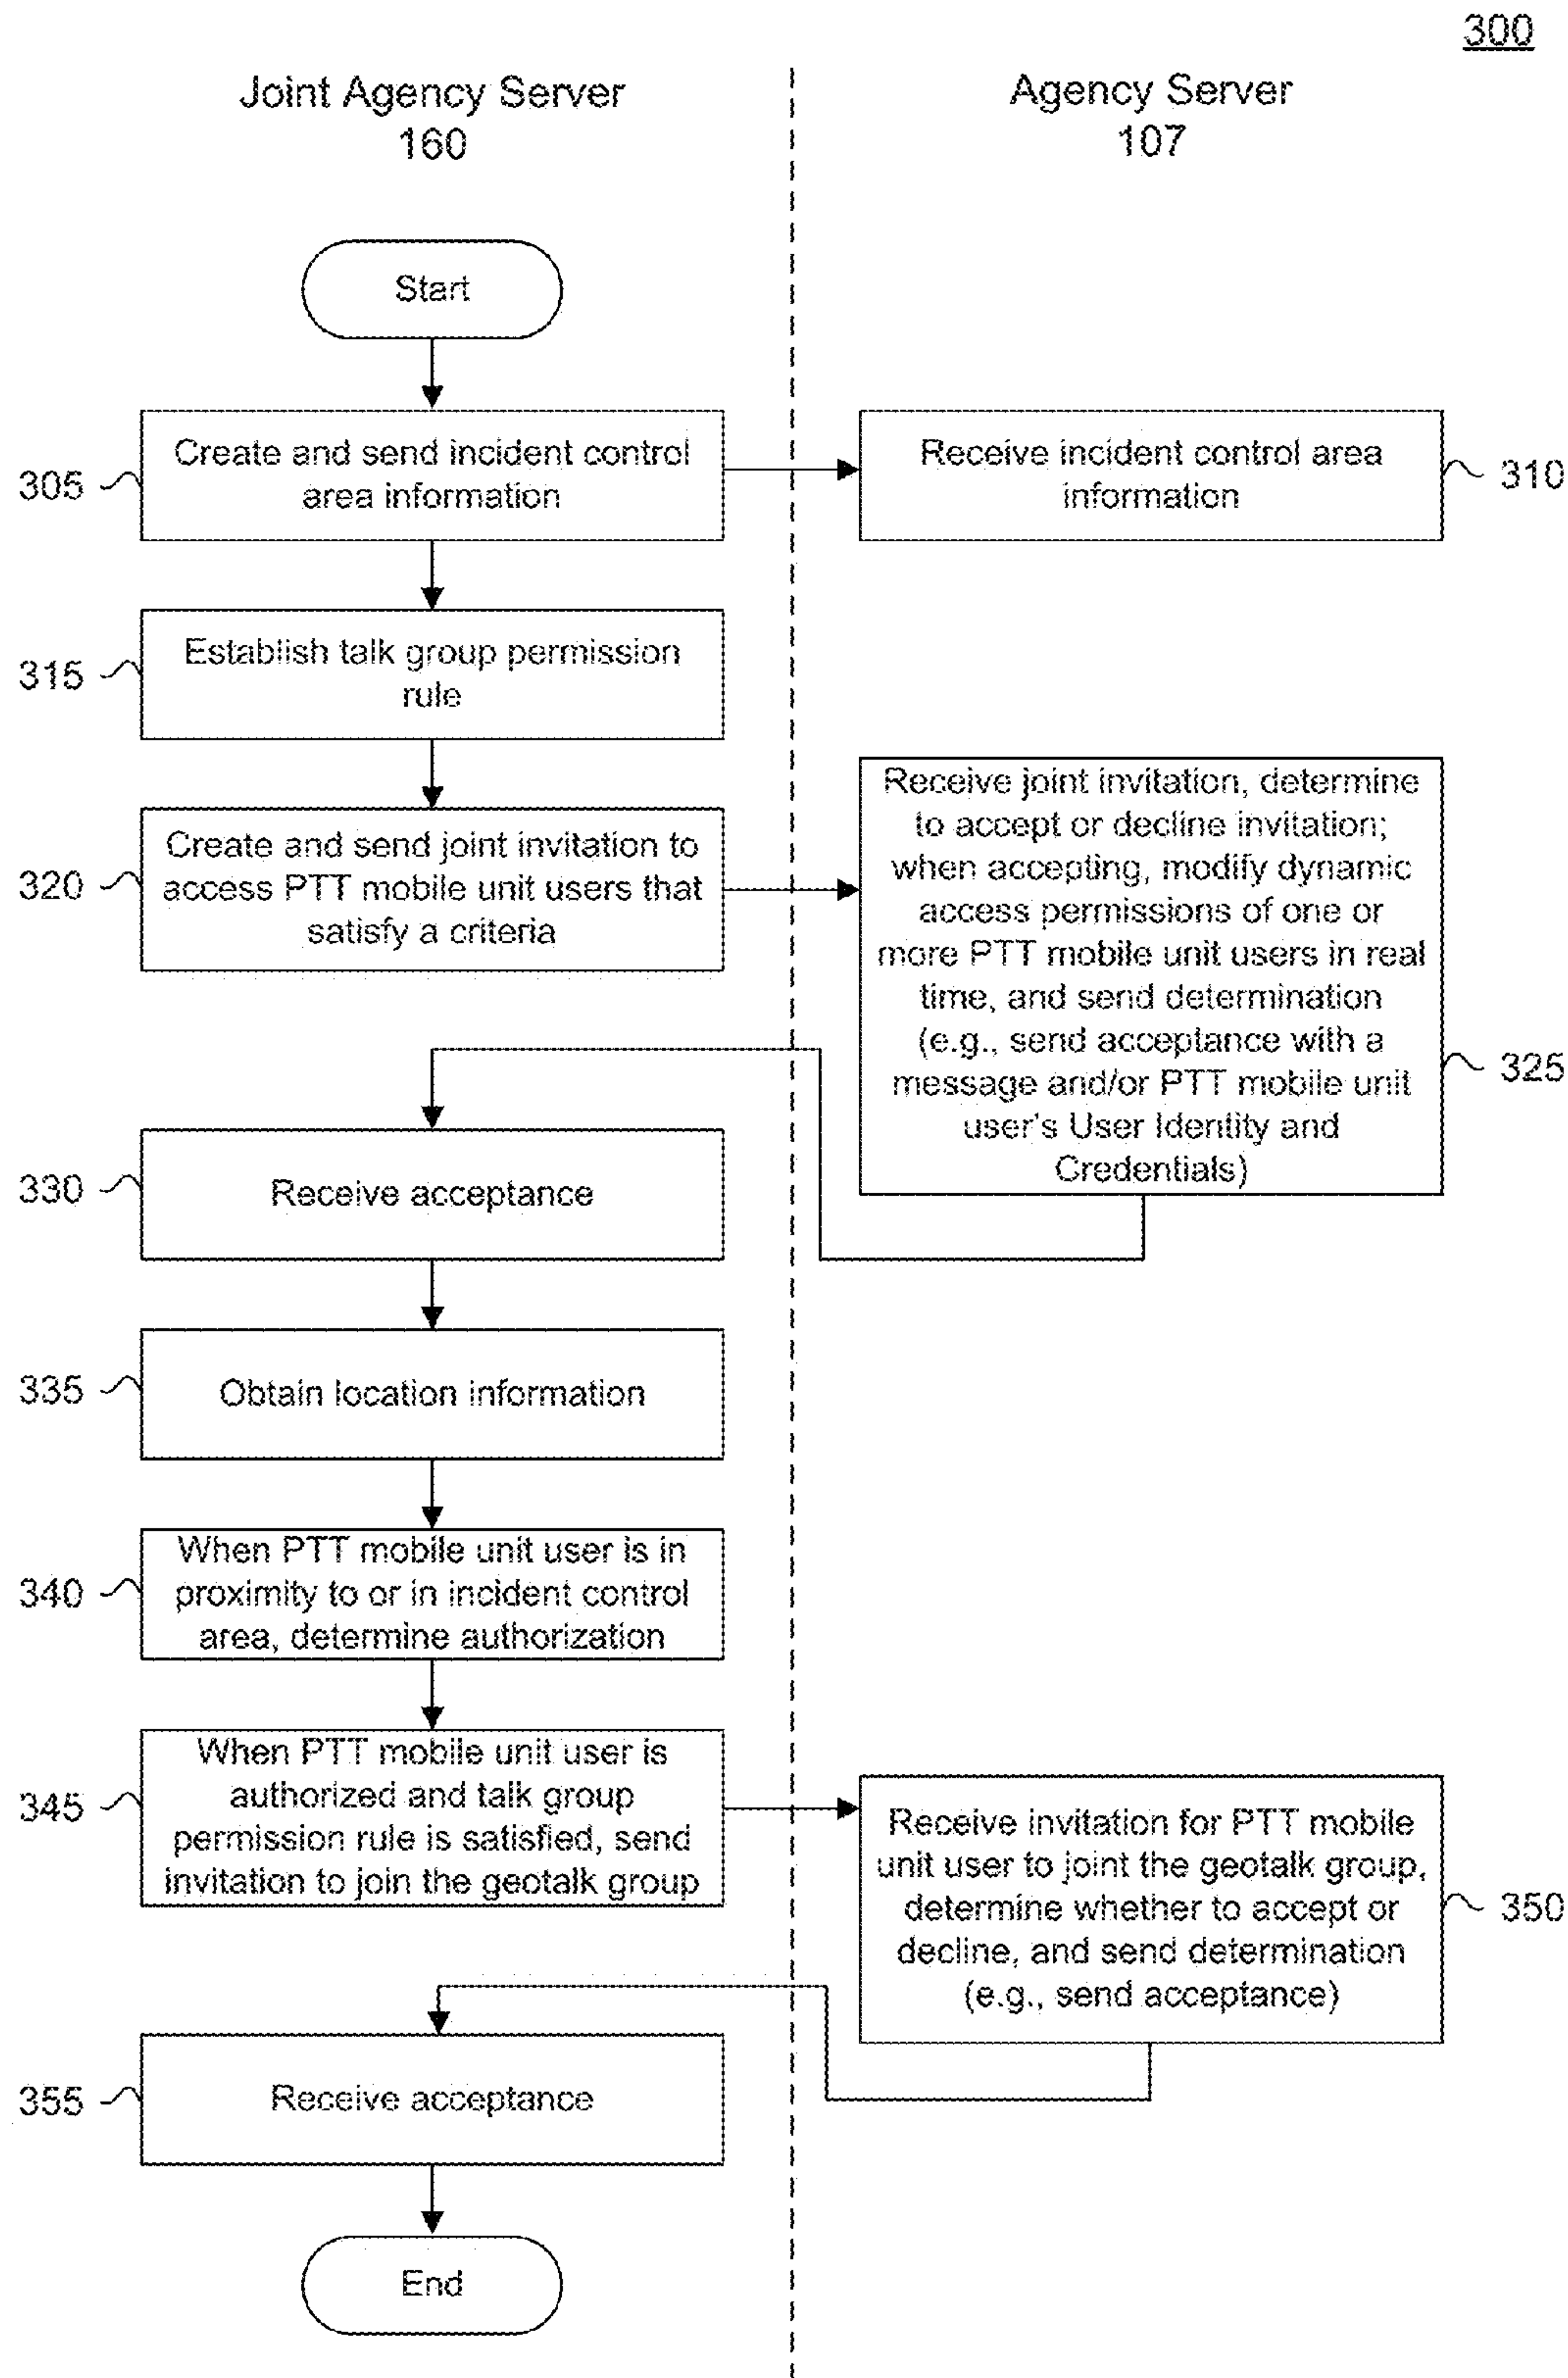 300
Joint Agency Server
160
Agency Server
107
Start
305
Create and send incident control
area information
Receive incident control area
information
310
315
Establish talk group permission
rule
320
Create and send joint invitation to
access PTT mobile unit users that
satisfy a criteria
Receive joint invitation, determine
to accept or decline invitation;
when accepting, modify dynamic
access permissions of one or
more PTT mobile unit users in real
time, and send determination
(e.g., send acceptance with a
message and/or PTT mobile unit
user's User Identity and
Credentials)
325
330
Receive acceptance
335
Obtain location information
340
When PTT mobile unit user is in
proximity to or in incident control
area, determine authorization
345
When PTT mobile unit user is
authorized and talk group
permission rule is satisfied, send
invitation to join the geotalk group
Receive invitation for PTT mobile
unit user to joint the geotalk group,
determine whether to accept or
decline, and send determination
(e.g., send acceptance)
350
355
Receive acceptance
End